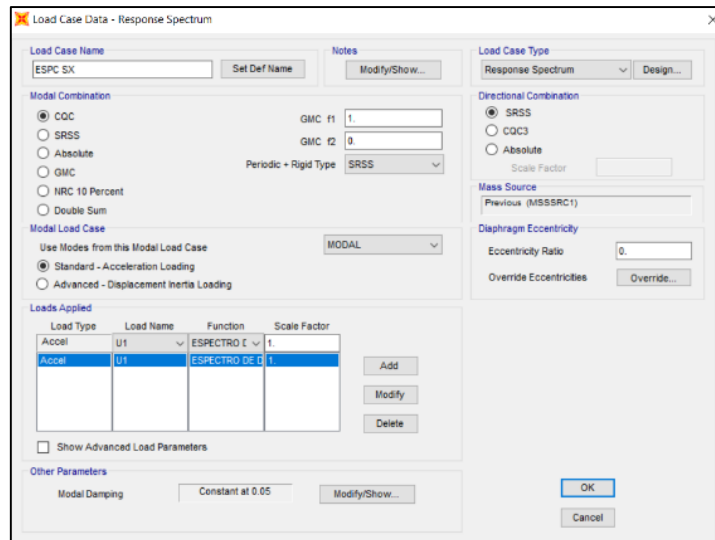 Load Case Data - Response Spectrum
Load Case Name
ESPC SX
Set Def Name
Notes
Modify/Show...
Load Case Type
Response Spectrum
Design...
Modal Combination
CQC
SRSS
Absolute
GMC
NRC 10 Percent
Double Sum
GMC f1 1.
GMC f2 0.
Periodic + Rigid Type SRSS
Directional Combination
SRSS
CQC3
Absolute
Scale Factor
Mass Source
Previous (MSSSRC1)
Modal Load Case
Use Modes from this Modal Load Case MODAL
Standard - Acceleration Loading
Advanced - Displacement Inertia Loading
Diaphragm Eccentricity
Eccentricity Ratio 0.
Override Eccentricities Override...
Loads Applied
Load Type Load Name Function Scale Factor
Accel U1 ESPECTRO D 1.
Accel U1 ESPECTRO DE D 1.
Add
Modify
Delete
Show Advanced Load Parameters
Other Parameters
Modal Damping Constant at 0.05 Modify/Show...
OK
Cancel